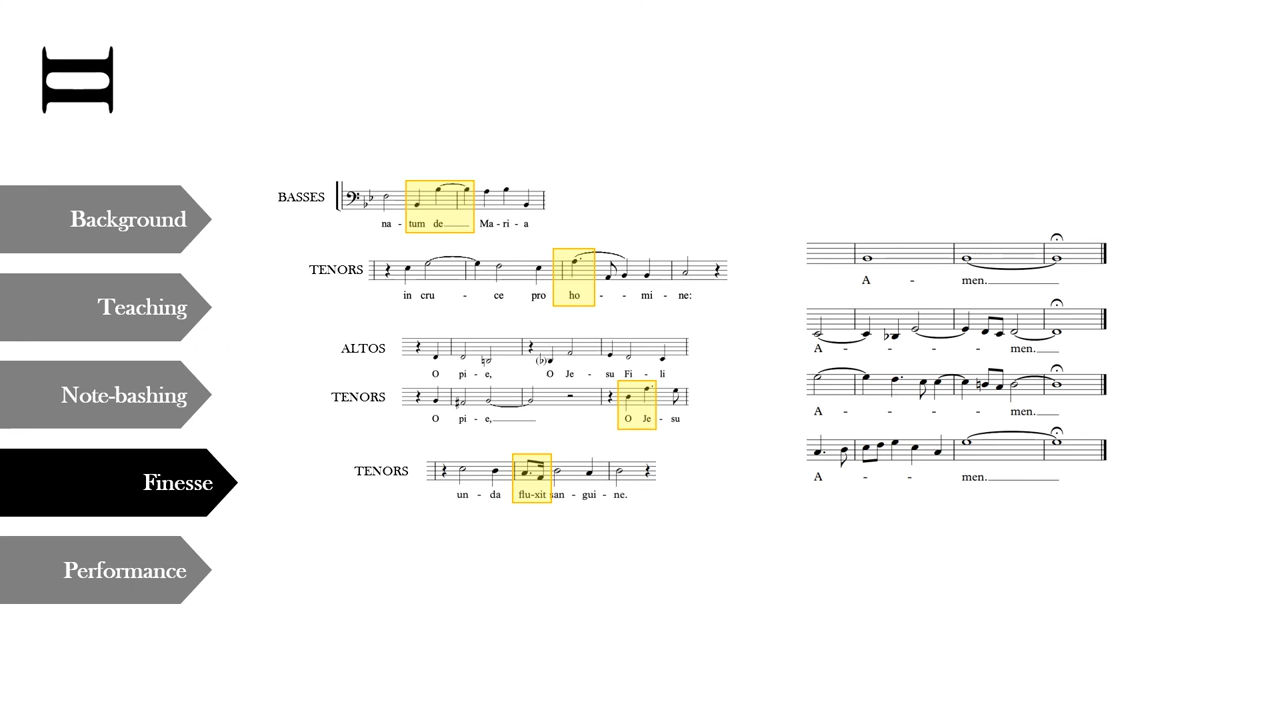 Background
Teaching
Note-bashing
Finesse
Performance
BASSES
na - tum de Ma - ri - a
TENORS
in cru - ce pro ho - - mi - ne:
ALTOS
O pi - e, O Je - su Fi - li
TENORS
O pi - e, O Je - su
TENORS
un - da flu-xit san - gui - ne.
A - men.
A - - - - men.
A - - - - men.
A - - men.